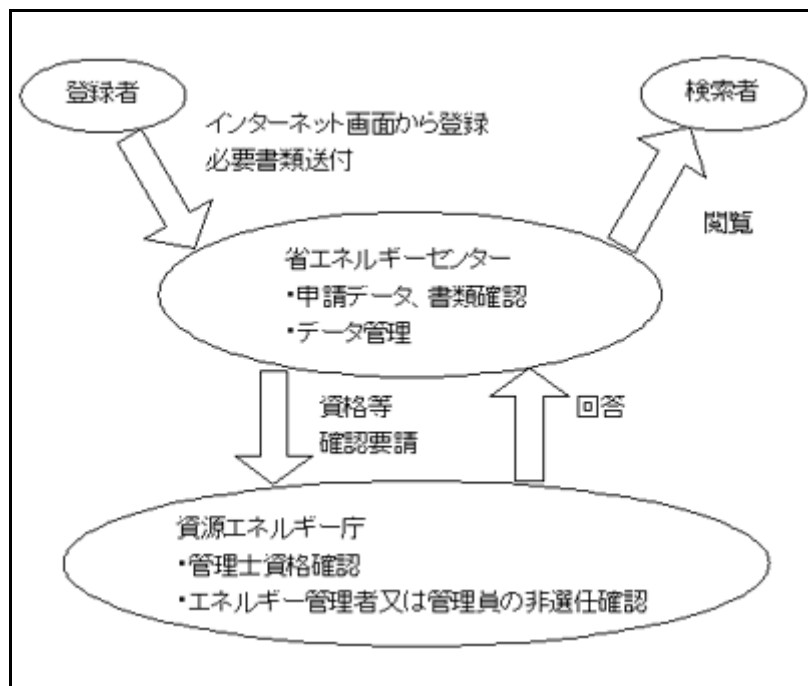 登録者
検索者
インターネット画面から登録
必要書類送付
閲覧
省エネルギーセンター
・申請データ、書類確認
・データ管理
資格等
確認要請
回答
資源エネルギー庁
・管理士資格確認
・エネルギー管理者又は管理員の非選任確認